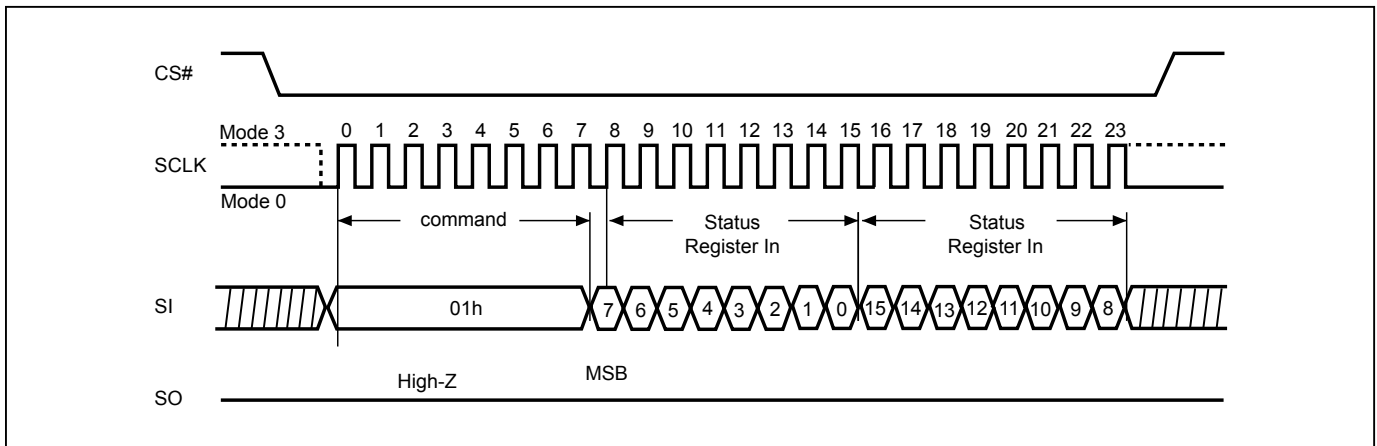 CS#
Mode 3
0 1 2 3 4 5 6 7 8 9 10 11 12 13 14 15 16 17 18 19 20 21 22 23
SCLK
Mode 0
command
Status
Register In
Status
Register In
SI
01h
7 6 5 4 3 2 1 0 15 14 13 12 11 10 9 8
High-Z
MSB
SO